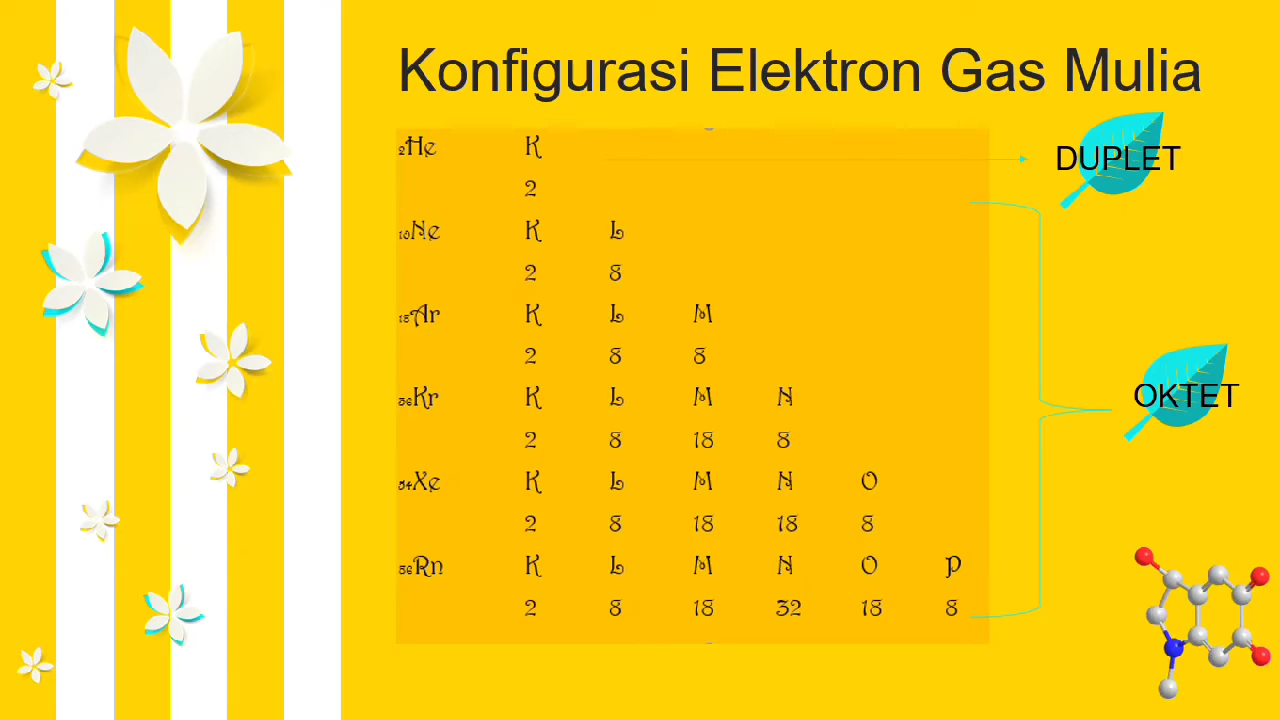 Konfigurasi Elektron Gas Mulia
2He K
2
DUPLET
10Ne K L
2 8
18Ar K L M
2 8 8
36Kr K L M N
2 8 18 8
OKTET
54Xe K L M N O
2 8 18 18 8
86Rn K L M N O P
2 8 18 32 18 8